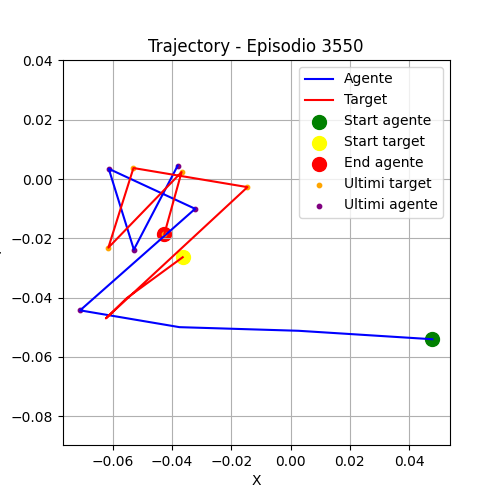 Trajectory - Episodio 3550
0.04
0.02
0.00
−0.02
−0.04
−0.06
−0.08
Agente
Target
Start agente
Start target
End agente
Ultimi target
Ultimi agente
−0.06 −0.04 −0.02 0.00 0.02 0.04
X